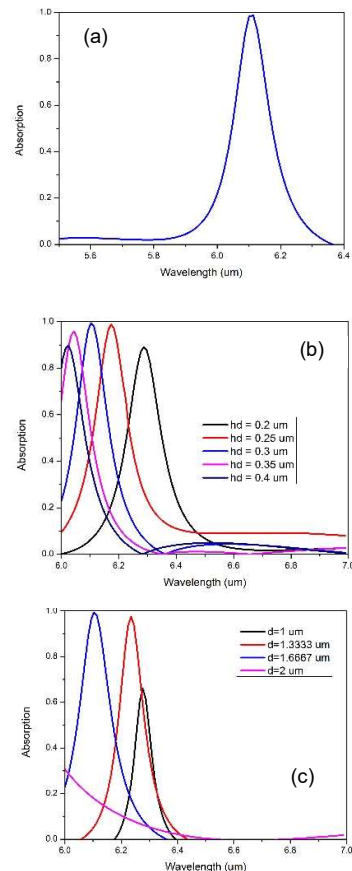 (a)
1.0
0.8
0.6
0.4
0.2
0.0
Absorption
5.6 5.8 6.0 6.2 6.4
Wavelength (um)
(b)
1.0
0.8
0.6
0.4
0.2
0.0
Absorption
hd = 0.2 um
hd = 0.25 um
hd = 0.3 um
hd = 0.35 um
hd = 0.4 um
6.0 6.2 6.4 6.6 6.8 7.0
Wavelength (um)
1.0
0.8
0.6
0.4
0.2
0.0
Absorption
d=1 um
d=1.3333 um
d=1.6667 um
d=2 um
(c)
6.0 6.2 6.4 6.6 6.8 7.0
Wavelength (um)